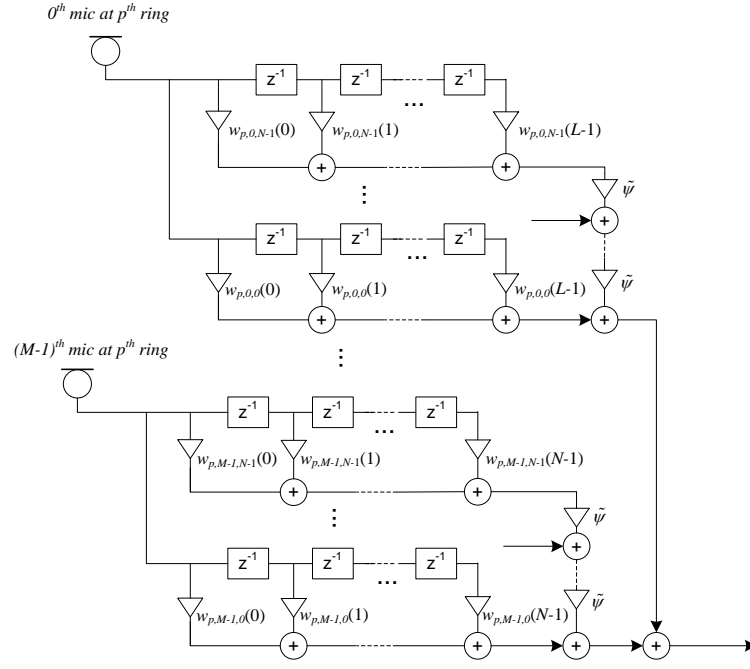 0th mic at pth ring
z-1 z-1 z-1
...
wp,0,N-1(0) wp,0,N-1(1) wp,0,N-1(L-1)
+ + 
ψ̃
...
+
z-1 z-1 z-1
...
ψ̃
wp,0,0(0) wp,0,0(1) wp,0,0(L-1)
+ + +
...
(M-1)th mic at pth ring
z-1 z-1 z-1
...
wp,M-1,N-1(0) wp,M-1,N-1(1) wp,M-1,N-1(N-1)
+ +
ψ̃
...
+
z-1 z-1 z-1
...
ψ̃
wp,M-1,0(0) wp,M-1,0(1) wp,M-1,0(N-1)
+ + + +